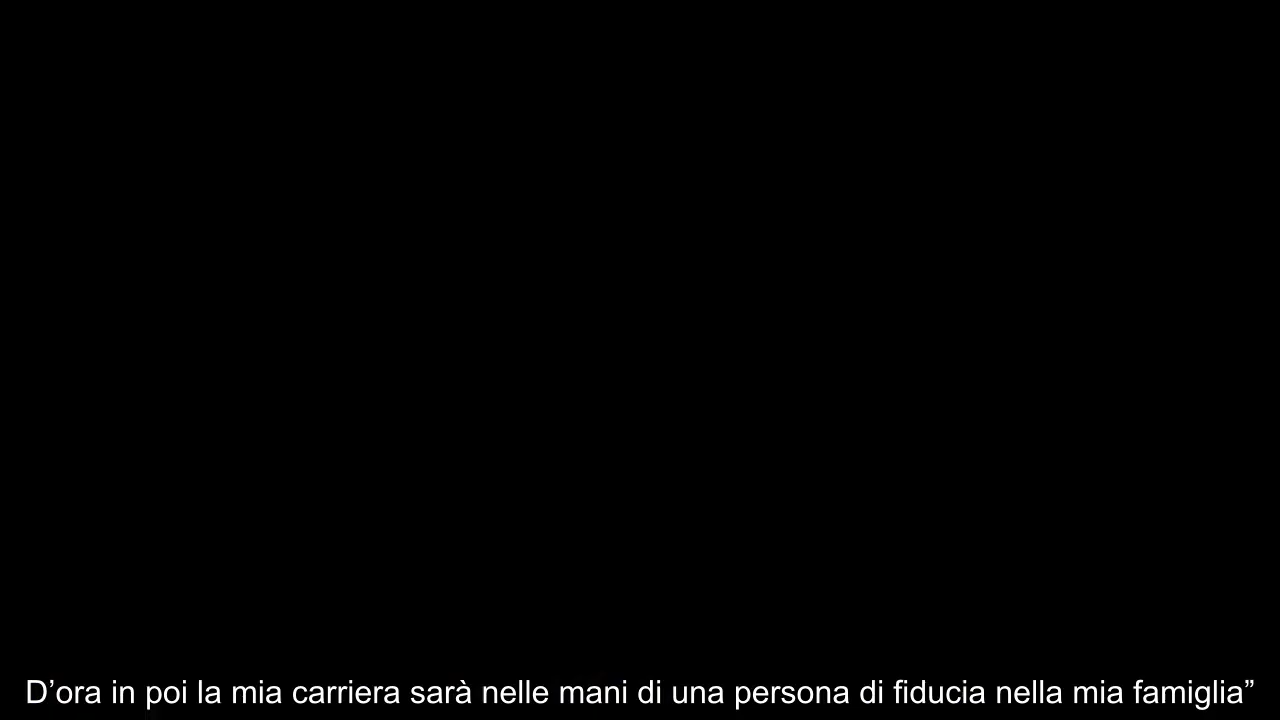 D’ora in poi la mia carriera sarà nelle mani di una persona di fiducia nella mia famiglia”